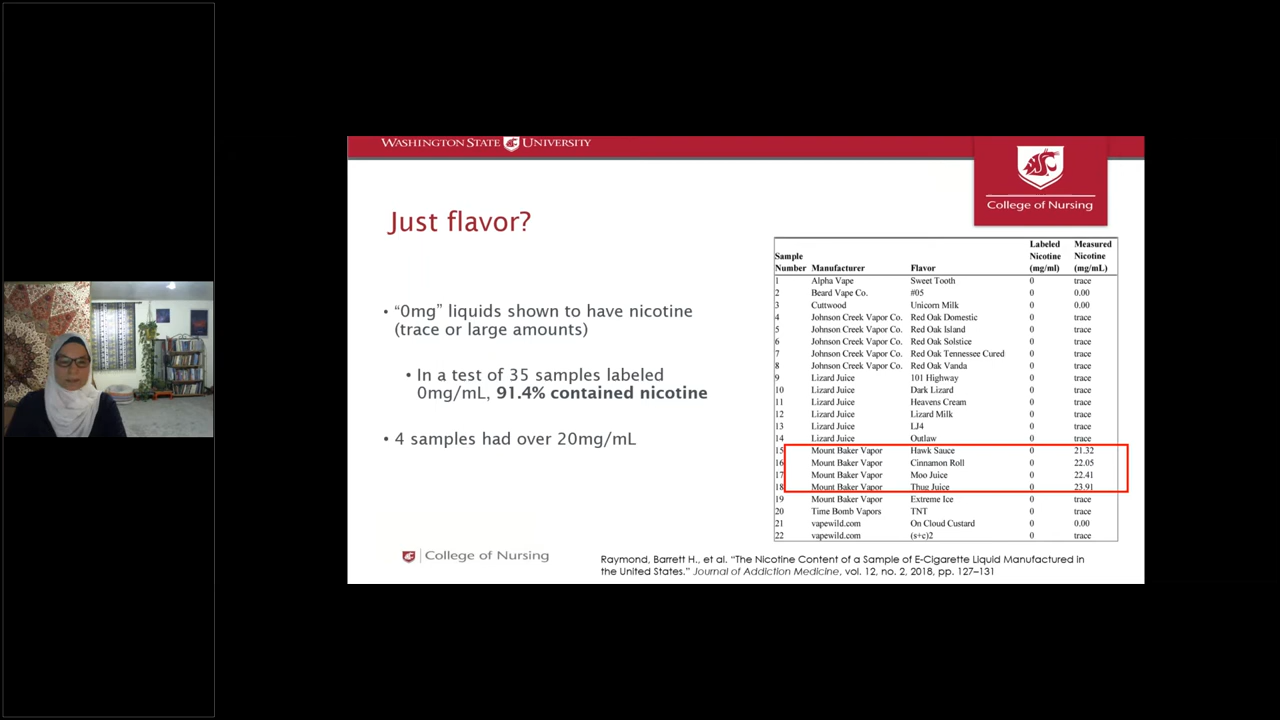 WASHINGTON STATE UNIVERSITY
College of Nursing
Just flavor?
• “0mg” liquids shown to have nicotine
(trace or large amounts)
• In a test of 35 samples labeled
0mg/mL, 91.4% contained nicotine
• 4 samples had over 20mg/mL
Labeled Measured
Sample Nicotine Nicotine
Number Manufacturer Flavor (mg/ml) (mg/mL)
1 Alpha Vape Sweet Tooth 0 trace
2 Beard Vape Co. #05 0 0.00
3 Cuttwood Unicorn Milk 0 0.00
4 Johnson Creek Vapor Co. Red Oak Domestic 0 trace
5 Johnson Creek Vapor Co. Red Oak Island 0 trace
6 Johnson Creek Vapor Co. Red Oak Solstice 0 trace
7 Johnson Creek Vapor Co. Red Oak Tennessee Cured 0 trace
8 Johnson Creek Vapor Co. Red Oak Vanda 0 trace
9 Lizard Juice 101 Highway 0 trace
10 Lizard Juice Dark Lizard 0 trace
11 Lizard Juice Heavens Cream 0 trace
12 Lizard Juice Lizard Milk 0 trace
13 Lizard Juice LJ4 0 trace
14 Lizard Juice Outlaw 0 trace
15 Mount Baker Vapor Hawk Sauce 0 21.32
16 Mount Baker Vapor Cinnamon Roll 0 22.05
17 Mount Baker Vapor Moo Juice 0 22.41
18 Mount Baker Vapor Thug Juice 0 23.91
19 Mount Baker Vapor Extreme Ice 0 trace
20 Time Bomb Vapors TNT 0 trace
21 vapewild.com On Cloud Custard 0 0.00
22 vapewild.com (s+c)2 0 trace
College of Nursing
Raymond, Barrett H., et al. “The Nicotine Content of a Sample of E-Cigarette Liquid Manufactured in
the United States.” Journal of Addiction Medicine, vol. 12, no. 2, 2018, pp. 127–131